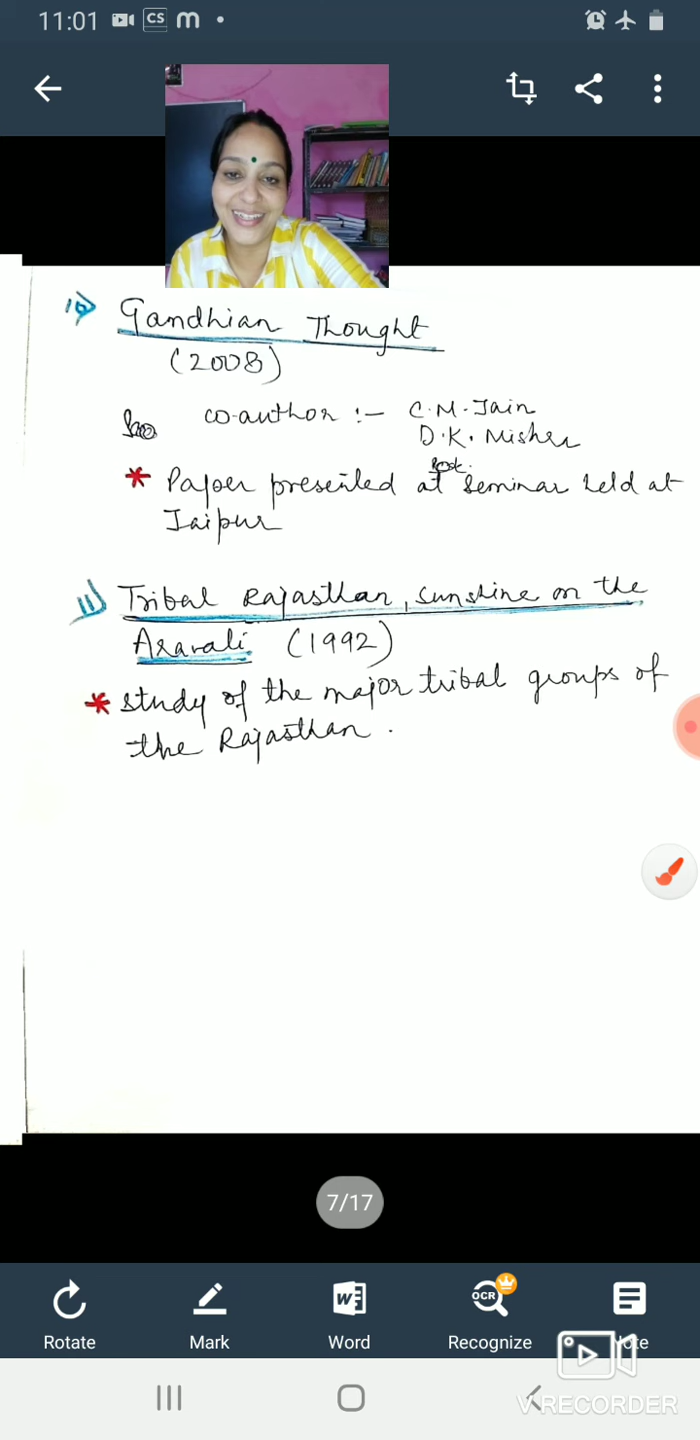 11:01 CS m
10) Gandhian Thought
(2008)
co-author :- C.M. Jain
D.K. Mishra
* Paper presented at Seminar held at
Jaipur
11) Tribal Rajasthan, Sunshine on the
Aravali (1992)
* study of the major tribal groups of
the Rajasthan.
7/17
W OCR
Rotate Mark Word Recognize
V RECORDER